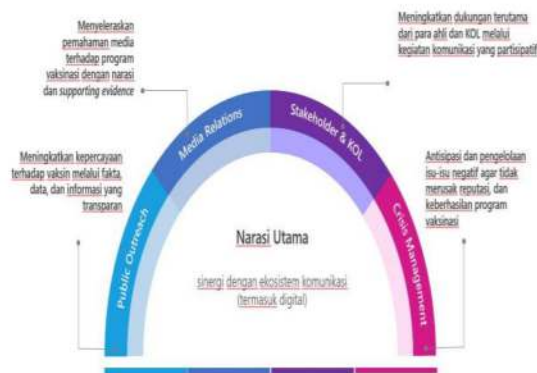 Menyeleraskan
pemahaman media
terhadap program
vaksinasi dengan narasi
dan supporting evidence
Meningkatkan dukungan terutama
dari para ahli dan KOL melalui
kegiatan komunikasi yang partisipatif
Media Relations
Stakeholder & KOL
Meningkatkan kepercayaan
terhadap vaksin melalui fakta,
data, dan informasi yang
transparan
Antisipasi dan pengelolaan
isu-isu negatif agar tidak
merusak reputasi, dan
keberhasilan program
vaksinasi
Public Outreach
Crisis Management
Narasi Utama
sinergi dengan ekosistem komunikasi
(termasuk digital)